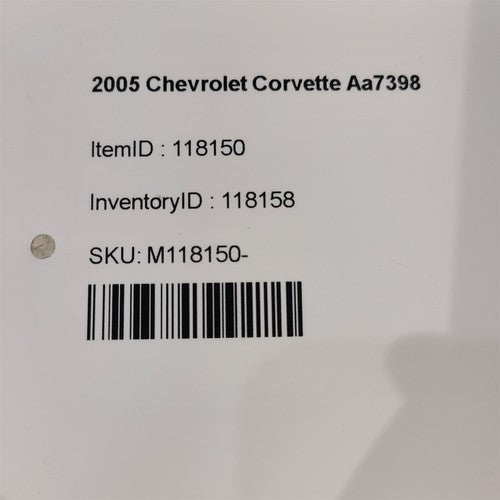 2005 Chevrolet Corvette Aa7398
ItemID : 118150
InventoryID : 118158
SKU: M118150-